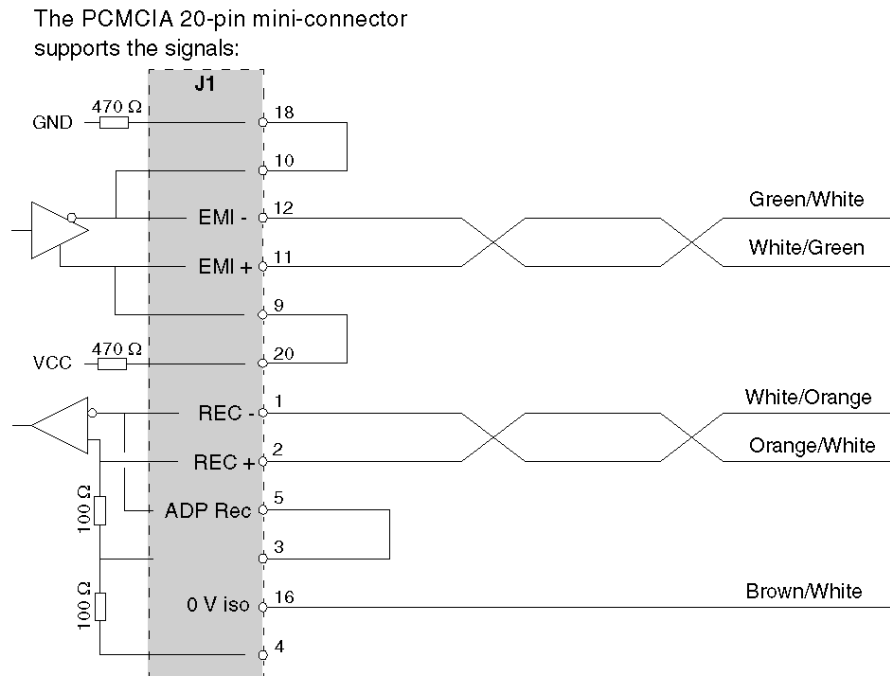 The PCMCIA 20-pin mini-connector
supports the signals:
J1
470 Ω
GND
18
10
EMI -
12
Green/White
EMI +
11
White/Green
9
470 Ω
VCC
20
REC -
1
White/Orange
REC +
2
Orange/White
100 Ω
ADP Rec
5
3
100 Ω
0 V iso
16
Brown/White
4